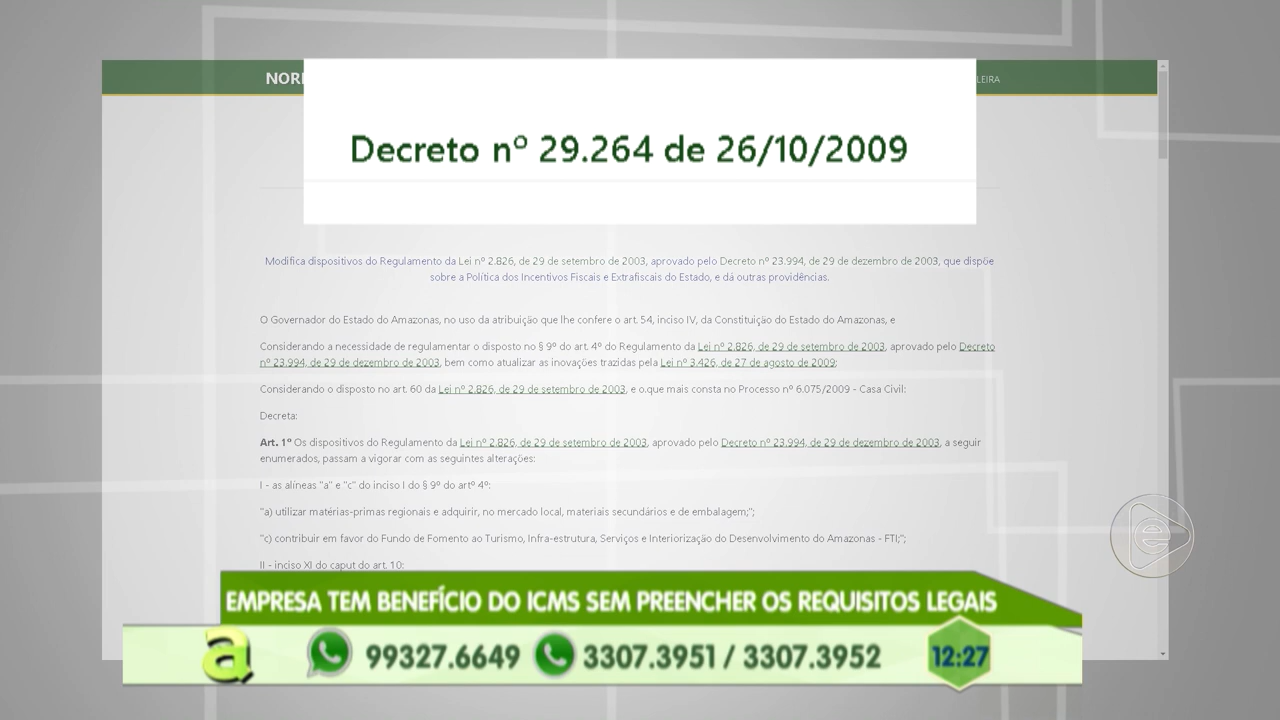 NOR
LEIRA
Decreto nº 29.264 de 26/10/2009
Modifica dispositivos do Regulamento da Lei nº 2.826, de 29 de setembro de 2003, aprovado pelo Decreto nº 23.994, de 29 de dezembro de 2003, que dispõe
sobre a Política dos Incentivos Fiscais e Extrafiscais do Estado, e dá outras providências.
O Governador do Estado do Amazonas, no uso da atribuição que lhe confere o art. 54, inciso IV, da Constituição do Estado do Amazonas, e
Considerando a necessidade de regulamentar o disposto no § 9º do art. 4º do Regulamento da Lei nº 2.826, de 29 de setembro de 2003, aprovado pelo Decreto
nº 23.994, de 29 de dezembro de 2003, bem como atualizar as inovações trazidas pela Lei nº 3.426, de 27 de agosto de 2009;
Considerando o disposto no art. 60 da Lei nº 2.826, de 29 de setembro de 2003, e o.que mais consta no Processo nº 6.075/2009 - Casa Civil:
Decreta:
Art. 1º Os dispositivos do Regulamento da Lei nº 2.826, de 29 de setembro de 2003, aprovado pelo Decreto nº 23.994, de 29 de dezembro de 2003, a seguir
enumerados, passam a vigorar com as seguintes alterações:
I - as alíneas "a" e "c" do inciso I do § 9º do artº 4º:
"a) utilizar matérias-primas regionais e adquirir, no mercado local, materiais secundários e de embalagem;";
"c) contribuir em favor do Fundo de Fomento ao Turismo, Infra-estrutura, Serviços e Interiorização do Desenvolvimento do Amazonas - FTI;";
II - inciso XI do caput do art. 10:
EMPRESA TEM BENEFÍCIO DO ICMS SEM PREENCHER OS REQUISITOS LEGAIS
a 99327.6649 3307.3951 / 3307.3952 12:27